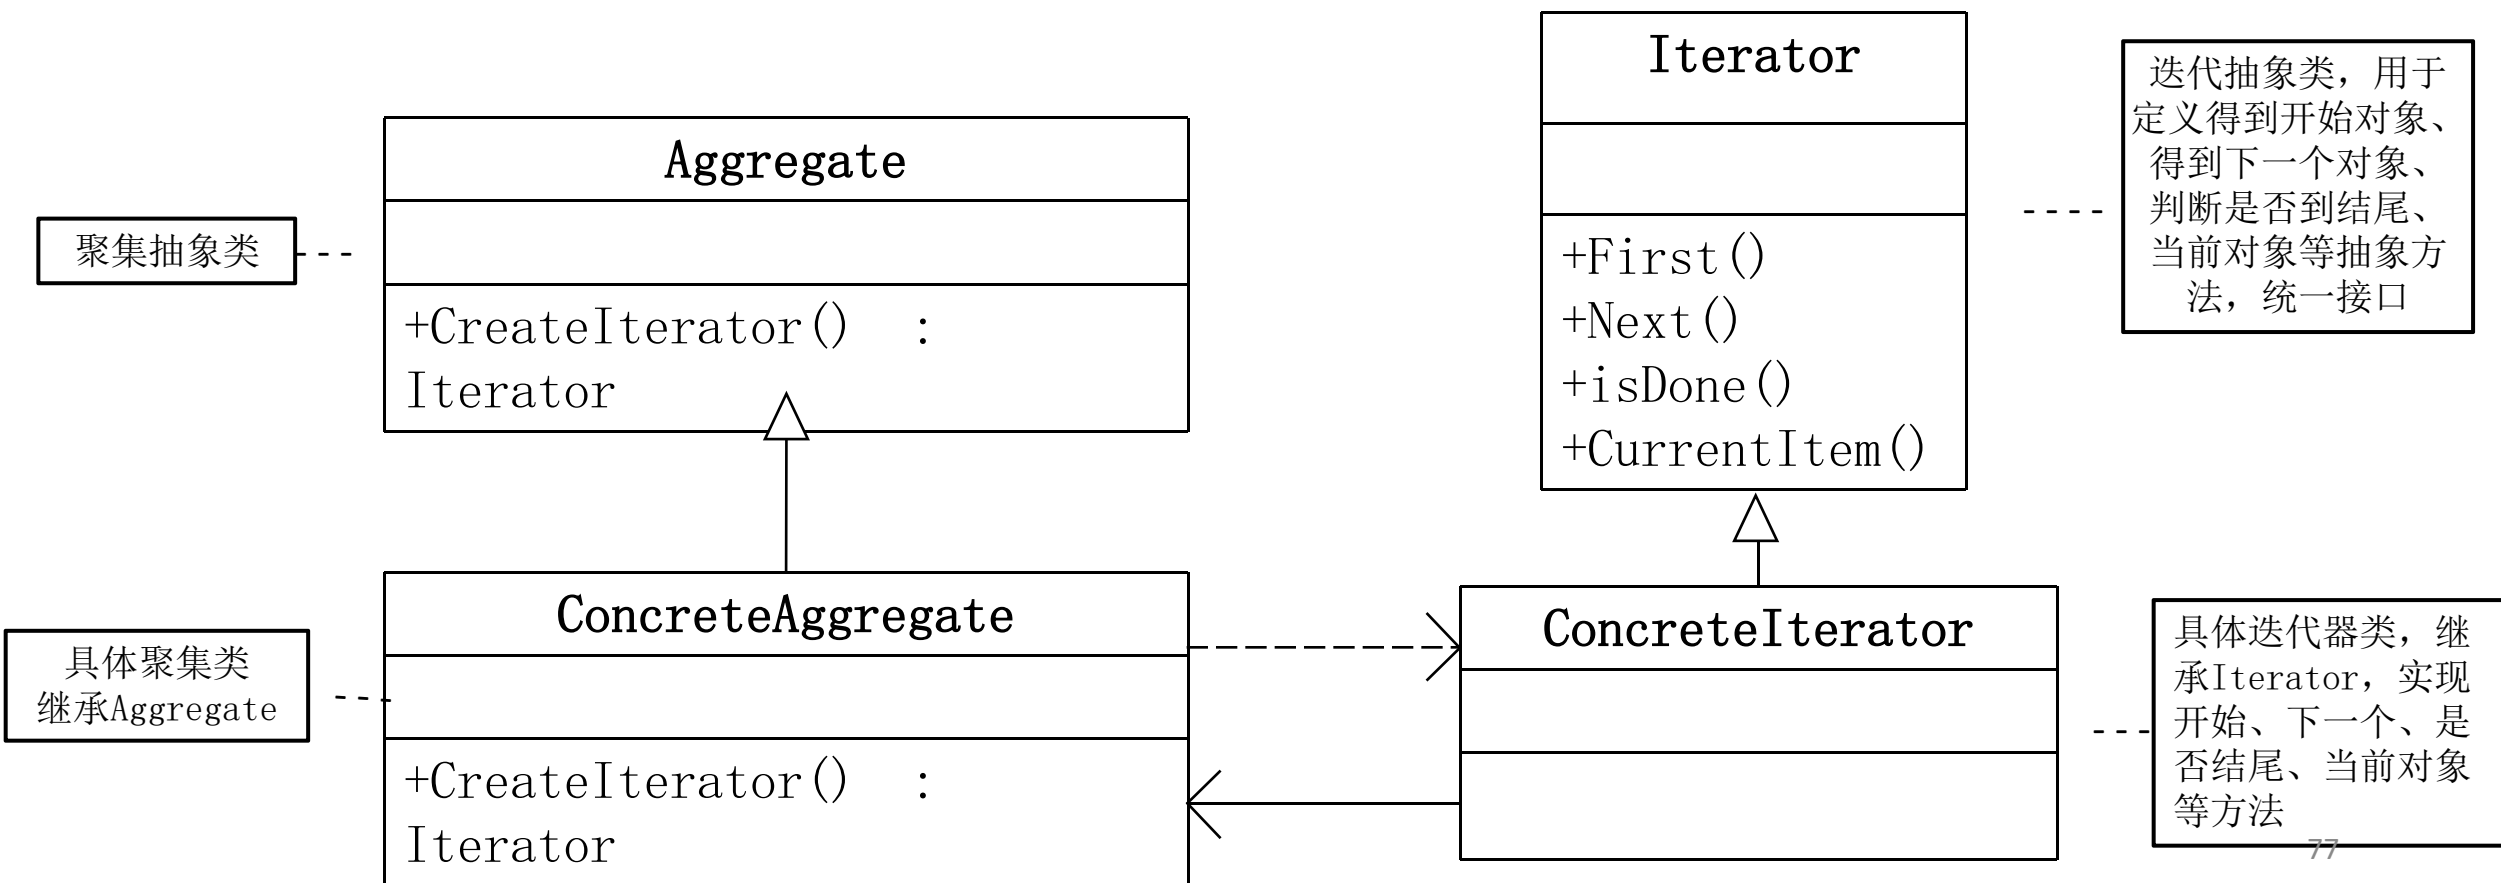 聚集抽象类
Aggregate
+CreateIterator() :
Iterator
Iterator
+First()
+Next()
+isDone()
+CurrentItem()
迭代抽象类，用于
定义得到开始对象、
得到下一个对象、
判断是否到结尾、
当前对象等抽象方
法，统一接口
具体聚集类
继承Aggregate
ConcreteAggregate
+CreateIterator() :
Iterator
ConcreteIterator
具体迭代器类，继
承Iterator，实现
开始、下一个、是
否结尾、当前对象
等方法
77